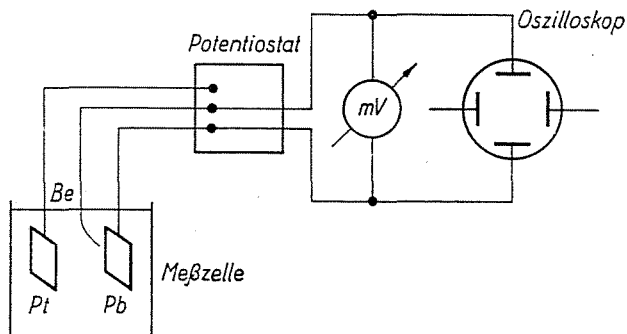 Oszilloskop
Potentiostat
mV
Be
Meßzelle
Pt
Pb